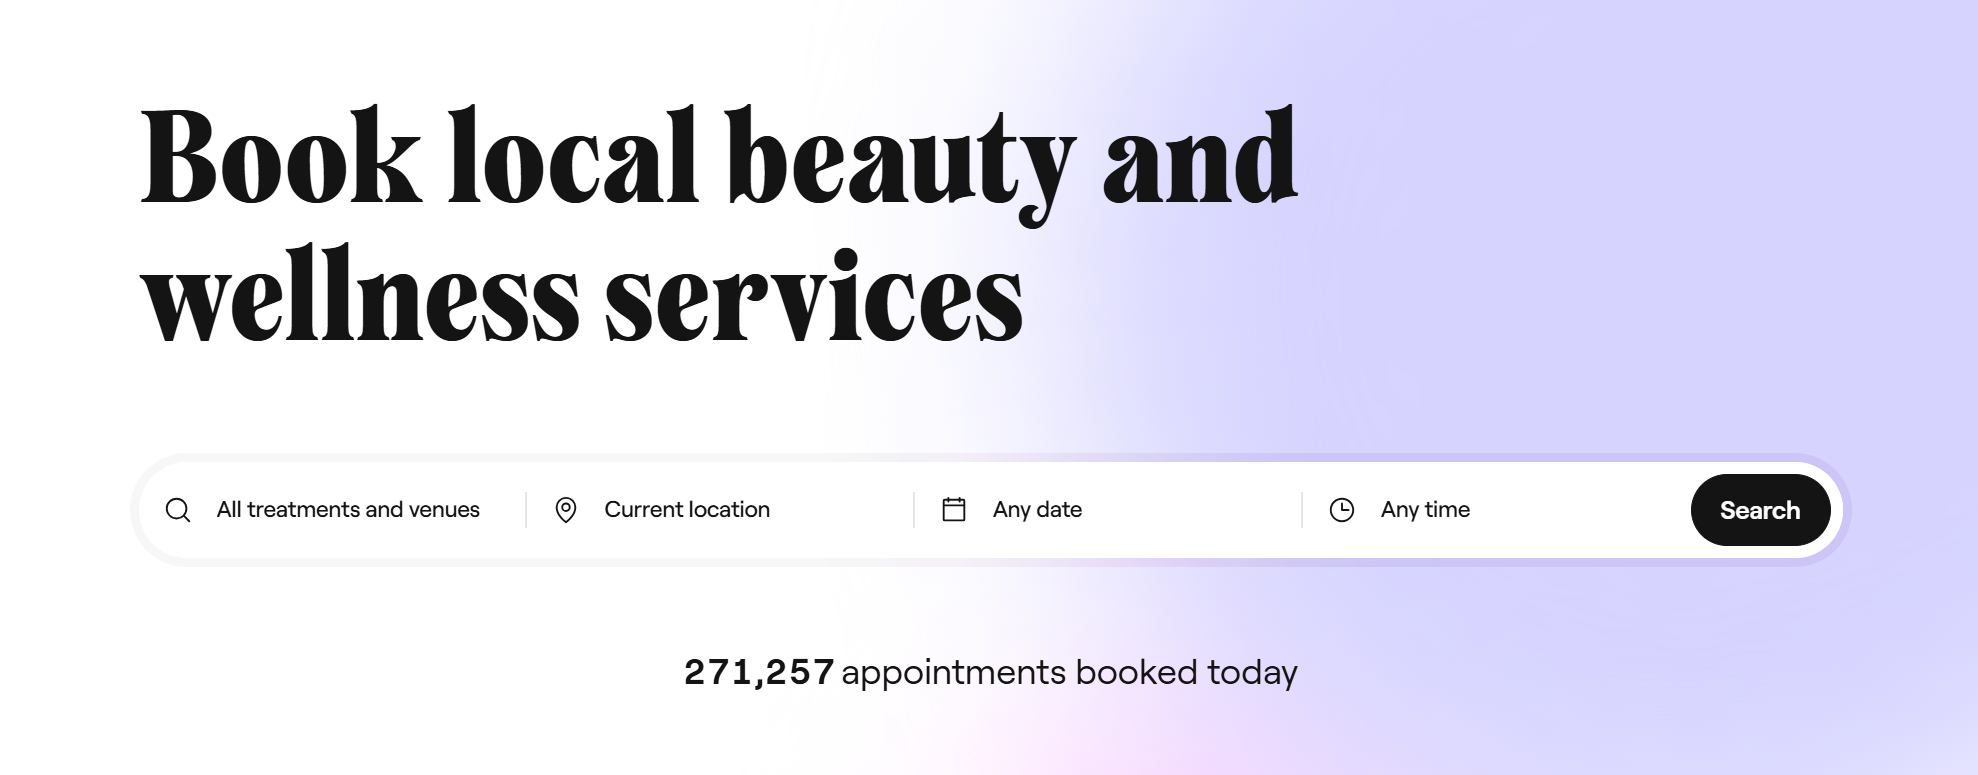 Book local beauty and
wellness services
All treatments and venues
Current location
Any date
Any time
Search
271,257 appointments booked today